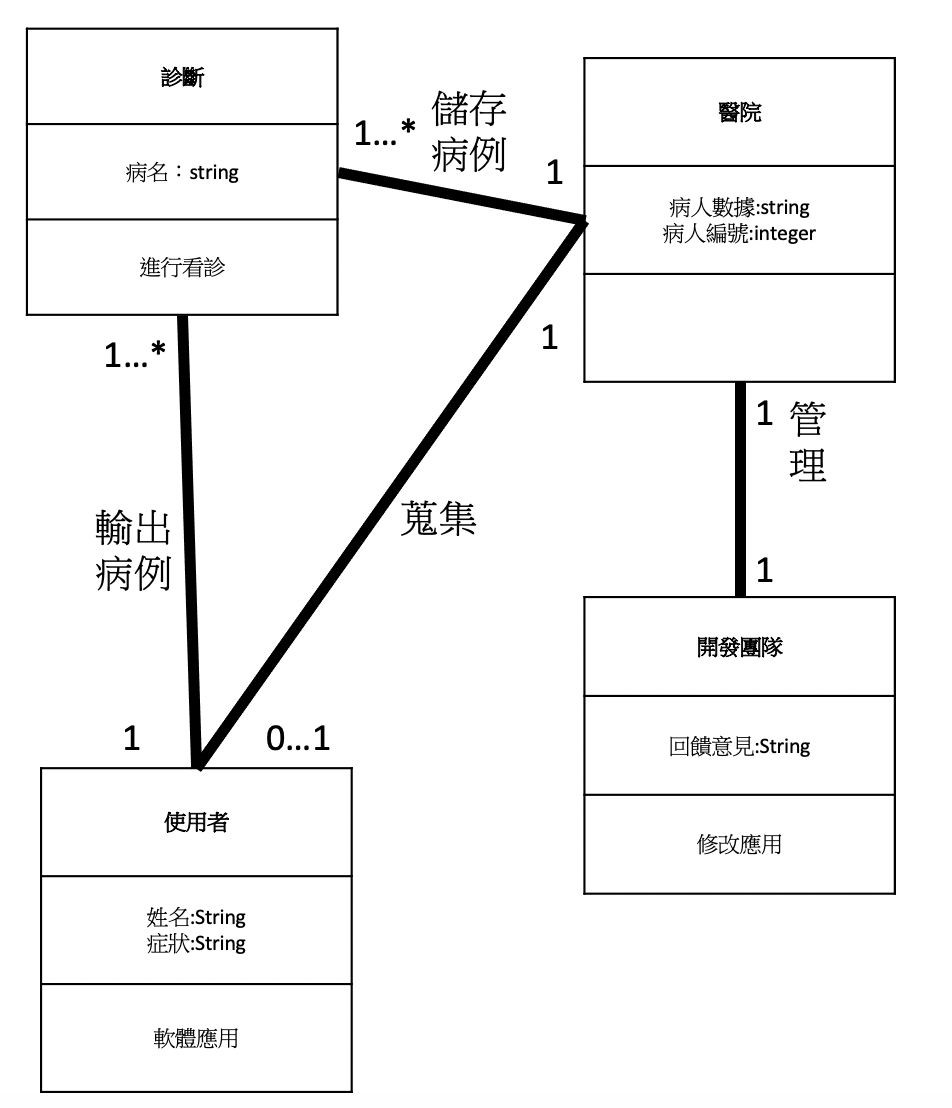 診斷
病名：string
進行看診
1...*
儲存
病例
1
醫院
病人數據:string
病人編號:integer
1...*
1
1
管
理
輸出
病例
蒐集
1
開發團隊
回饋意見:String
修改應用
1
0...1
使用者
姓名:String
症狀:String
軟體應用